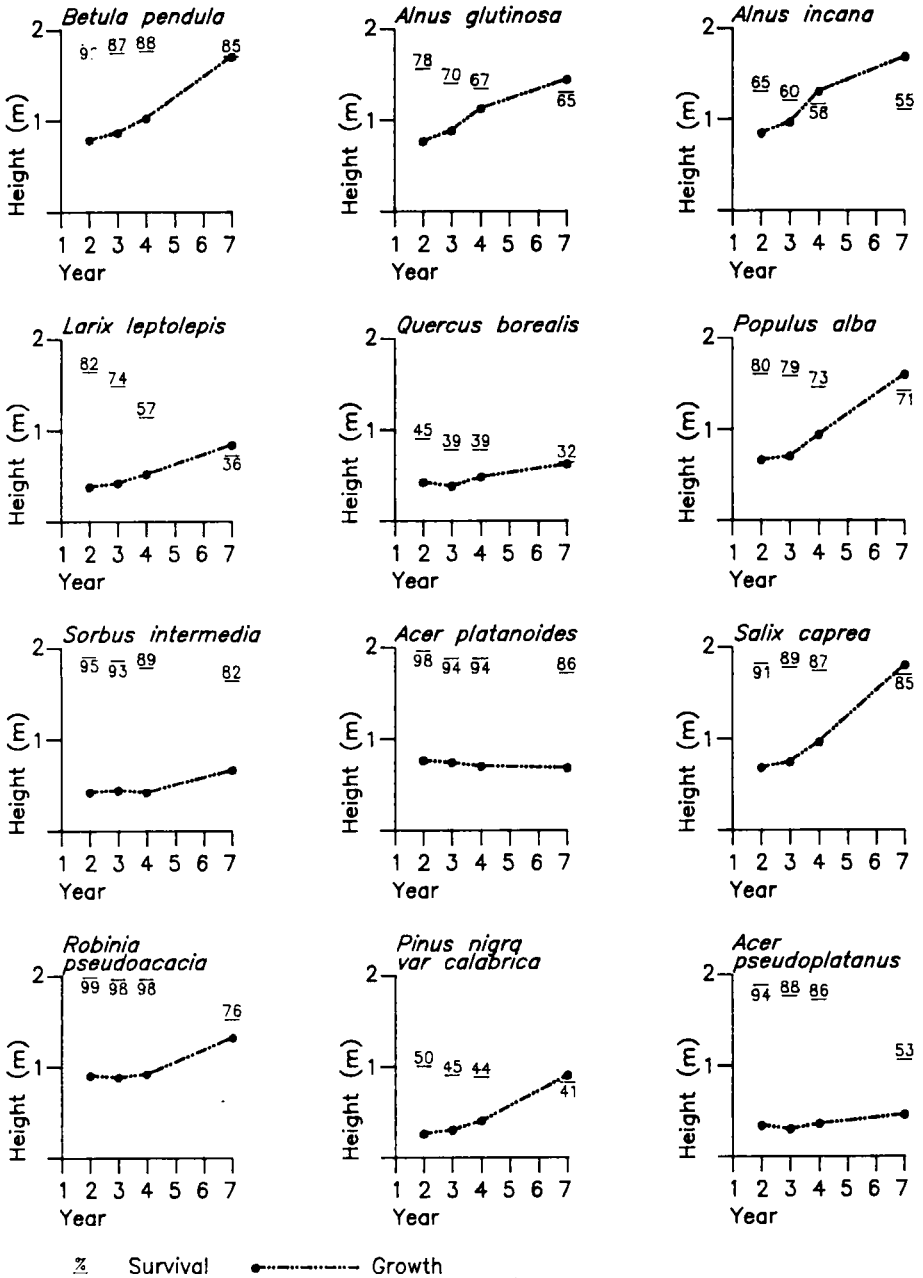 Betula pendula
2
87
88
85
Height (m)
1
1 2 3 4 5 6 7
Year
Alnus glutinosa
2
78
70
67
65
Height (m)
1
1 2 3 4 5 6 7
Year
Alnus incana
2
65
60
58
55
Height (m)
1
1 2 3 4 5 6 7
Year
Larix leptolepis
2
82
74
57
36
Height (m)
1
1 2 3 4 5 6 7
Year
Quercus borealis
2
45
39
39
32
Height (m)
1
1 2 3 4 5 6 7
Year
Populus alba
2
80
79
73
71
Height (m)
1
1 2 3 4 5 6 7
Year
Sorbus intermedia
2
95
93
89
82
Height (m)
1
1 2 3 4 5 6 7
Year
Acer platanoides
2
98
94
94
86
Height (m)
1
1 2 3 4 5 6 7
Year
Salix caprea
2
91
89
87
85
Height (m)
1
1 2 3 4 5 6 7
Year
Robinia
pseudoacacia
2
99
98
98
76
Height (m)
1
1 2 3 4 5 6 7
Year
Pinus nigra
var calabrica
2
50
45
44
41
Height (m)
1
1 2 3 4 5 6 7
Year
Acer
pseudoplatanus
2
94
88
86
53
Height (m)
1
1 2 3 4 5 6 7
Year
% Survival Growth